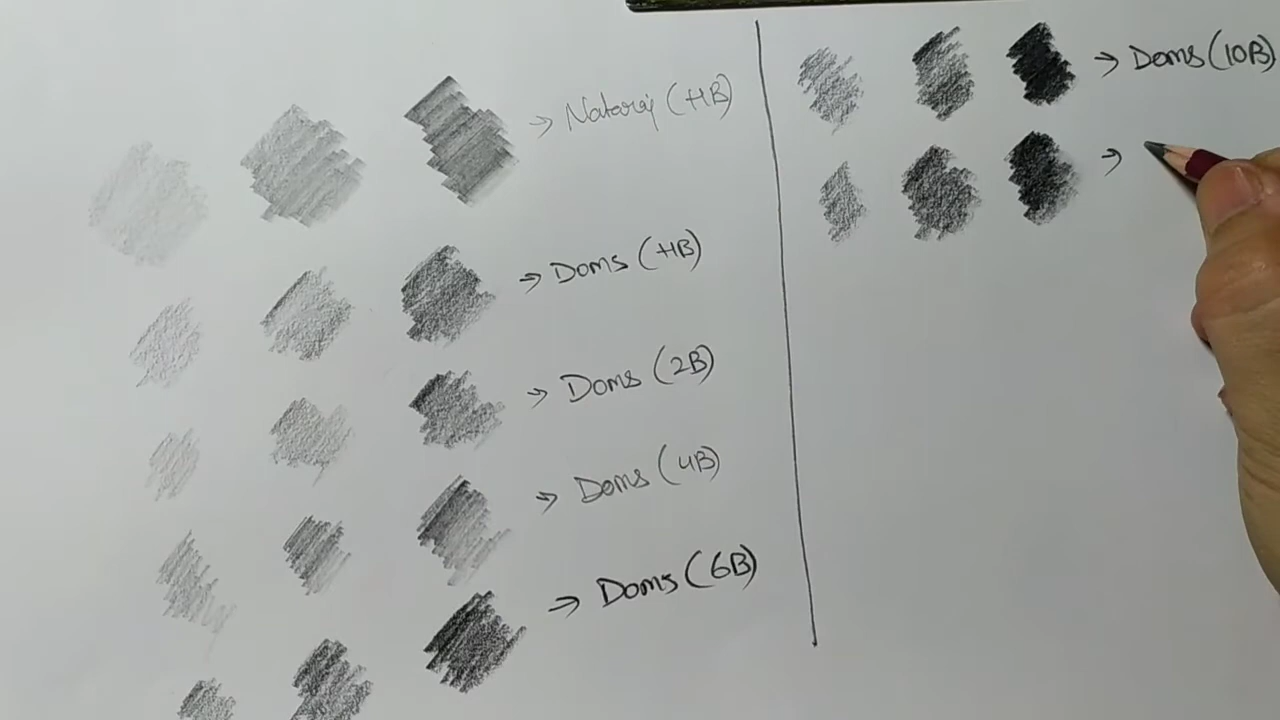 → Nataraj (HB)
→ Doms (HB)
→ Doms (2B)
→ Doms (4B)
→ Doms (6B)
→ Doms (10B)
→